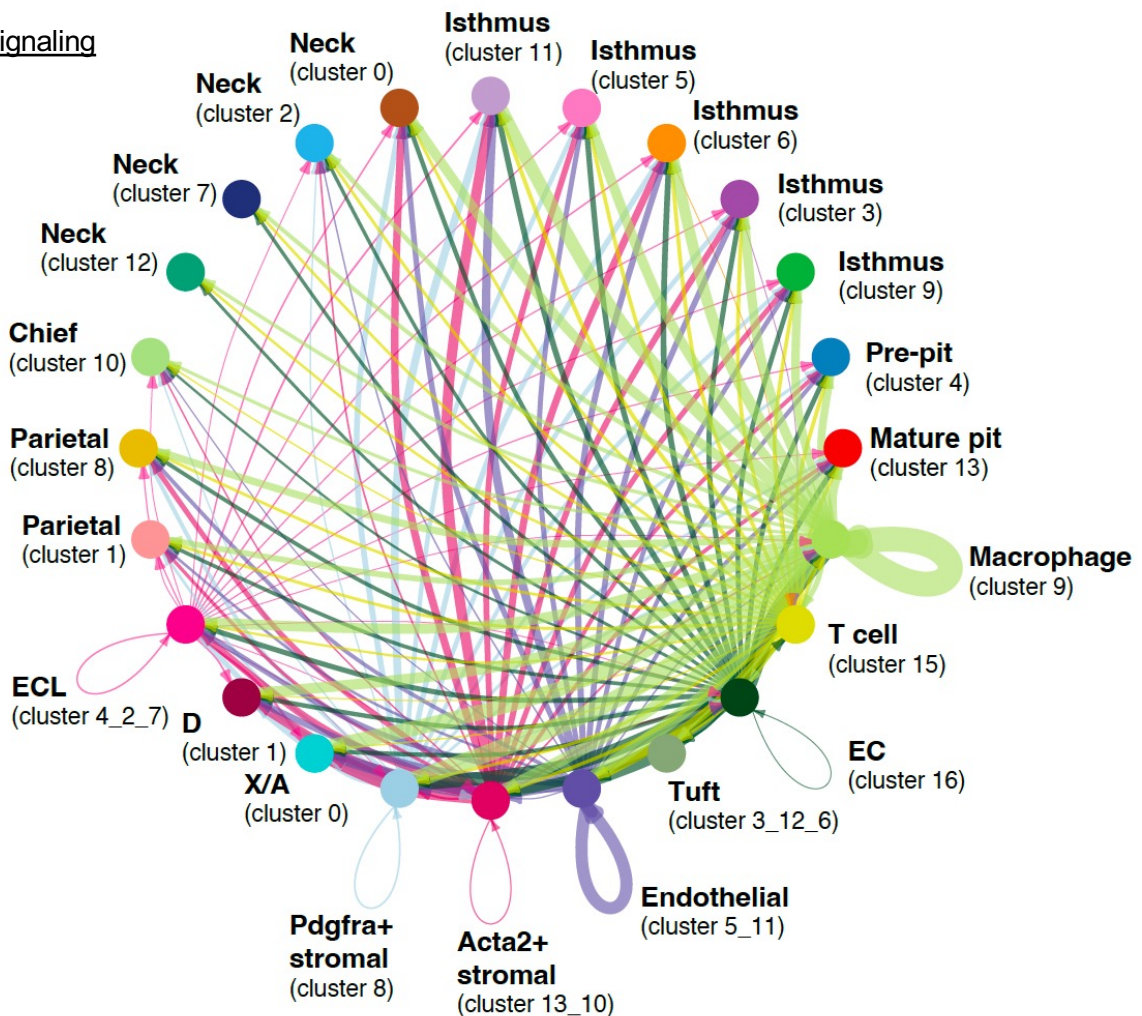 ignaling
Isthmus
(cluster 11)
Neck
(cluster 0)
Isthmus
(cluster 5)
Neck
(cluster 2)
Isthmus
(cluster 6)
Neck
(cluster 7)
Isthmus
(cluster 3)
Neck
(cluster 12)
Isthmus
(cluster 9)
Chief
(cluster 10)
Pre-pit
(cluster 4)
Parietal
(cluster 8)
Mature pit
(cluster 13)
Parietal
(cluster 1)
Macrophage
(cluster 9)
T cell
(cluster 15)
ECL
(cluster 4_2_7)
D
(cluster 1)
EC
(cluster 16)
X/A
(cluster 0)
Tuft
(cluster 3_12_6)
Endothelial
(cluster 5_11)
Pdgfra+
stromal
(cluster 8)
Acta2+
stromal
(cluster 13_10)